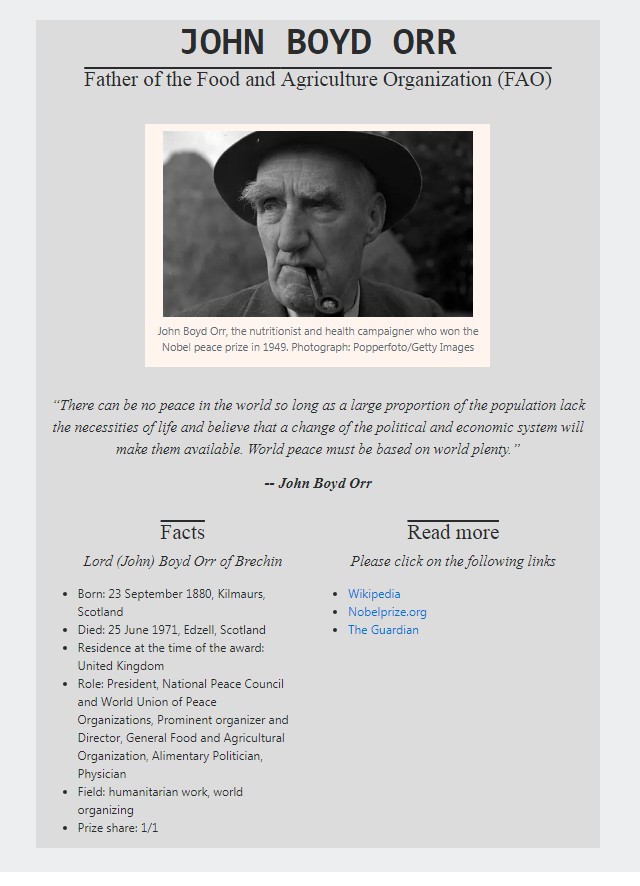 JOHN BOYD ORR
Father of the Food and Agriculture Organization (FAO)
John Boyd Orr, the nutritionist and health campaigner who won the
Nobel peace prize in 1949. Photograph: Popperfoto/Getty Images
“There can be no peace in the world so long as a large proportion of the population lack
the necessities of life and believe that a change of the political and economic system will
make them available. World peace must be based on world plenty.”
-- John Boyd Orr
Facts
Lord (John) Boyd Orr of Brechin
Born: 23 September 1880, Kilmaurs,
Scotland
Died: 25 June 1971, Edzell, Scotland
Residence at the time of the award:
United Kingdom
Role: President, National Peace Council
and World Union of Peace
Organizations, Prominent organizer and
Director, General Food and Agricultural
Organization, Alimentary Politician,
Physician
Field: humanitarian work, world
organizing
Prize share: 1/1
Read more
Please click on the following links
Wikipedia
Nobelprize.org
The Guardian